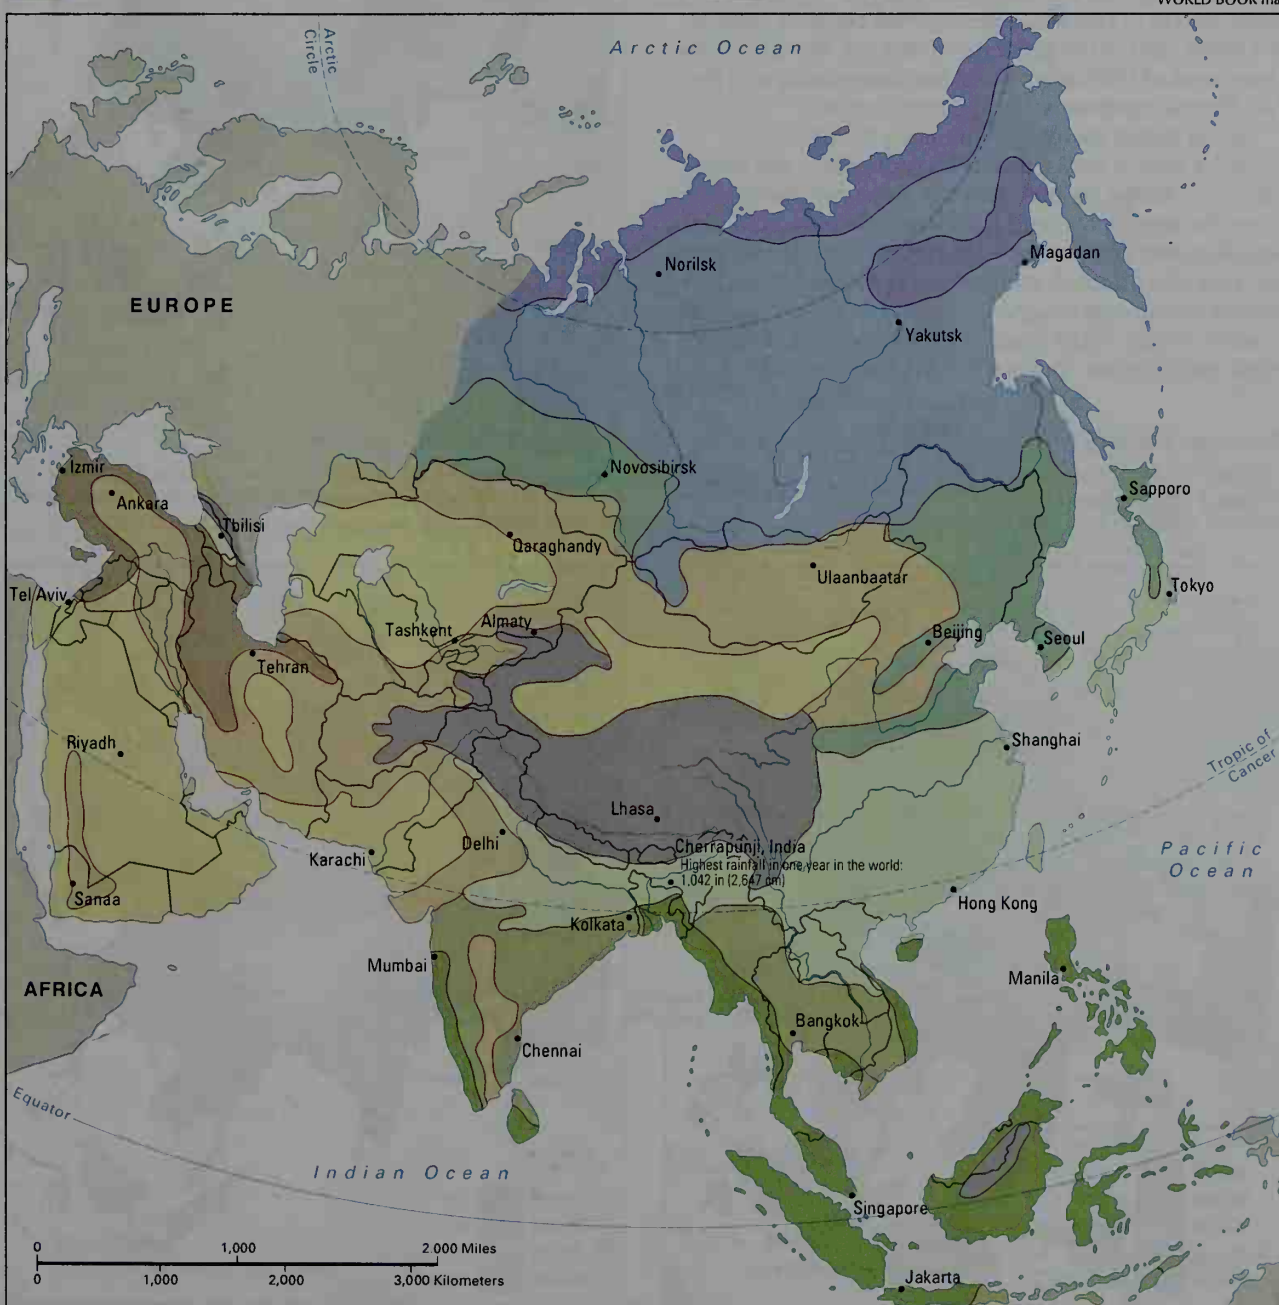 WORLD BOOK
Arctic Circle
Arctic Ocean
Norilsk
Magadan
EUROPE
Yakutsk
Izmir
Novosibirsk
Ankara
Sapporo
Tbilisi
Qaraghandy
Ulaanbaatar
Tel Aviv
Tokyo
Almaty
Tashkent
Beijing
Seoul
Tehran
Riyadh
Shanghai
Tropic of
Cancer
Lhasa
Delhi
Cherrapunji, India
Highest rainfall in one year in the world:
1,042 in (2,647 cm)
Karachi
Pacific
Ocean
Sanaa
Hong Kong
Kolkata
Mumbai
Manila
AFRICA
Bangkok
Chennai
Equator
Indian Ocean
Singapore
0 1,000 2,000 Miles
0 1,000 2,000 3,000 Kilometers
Jakarta